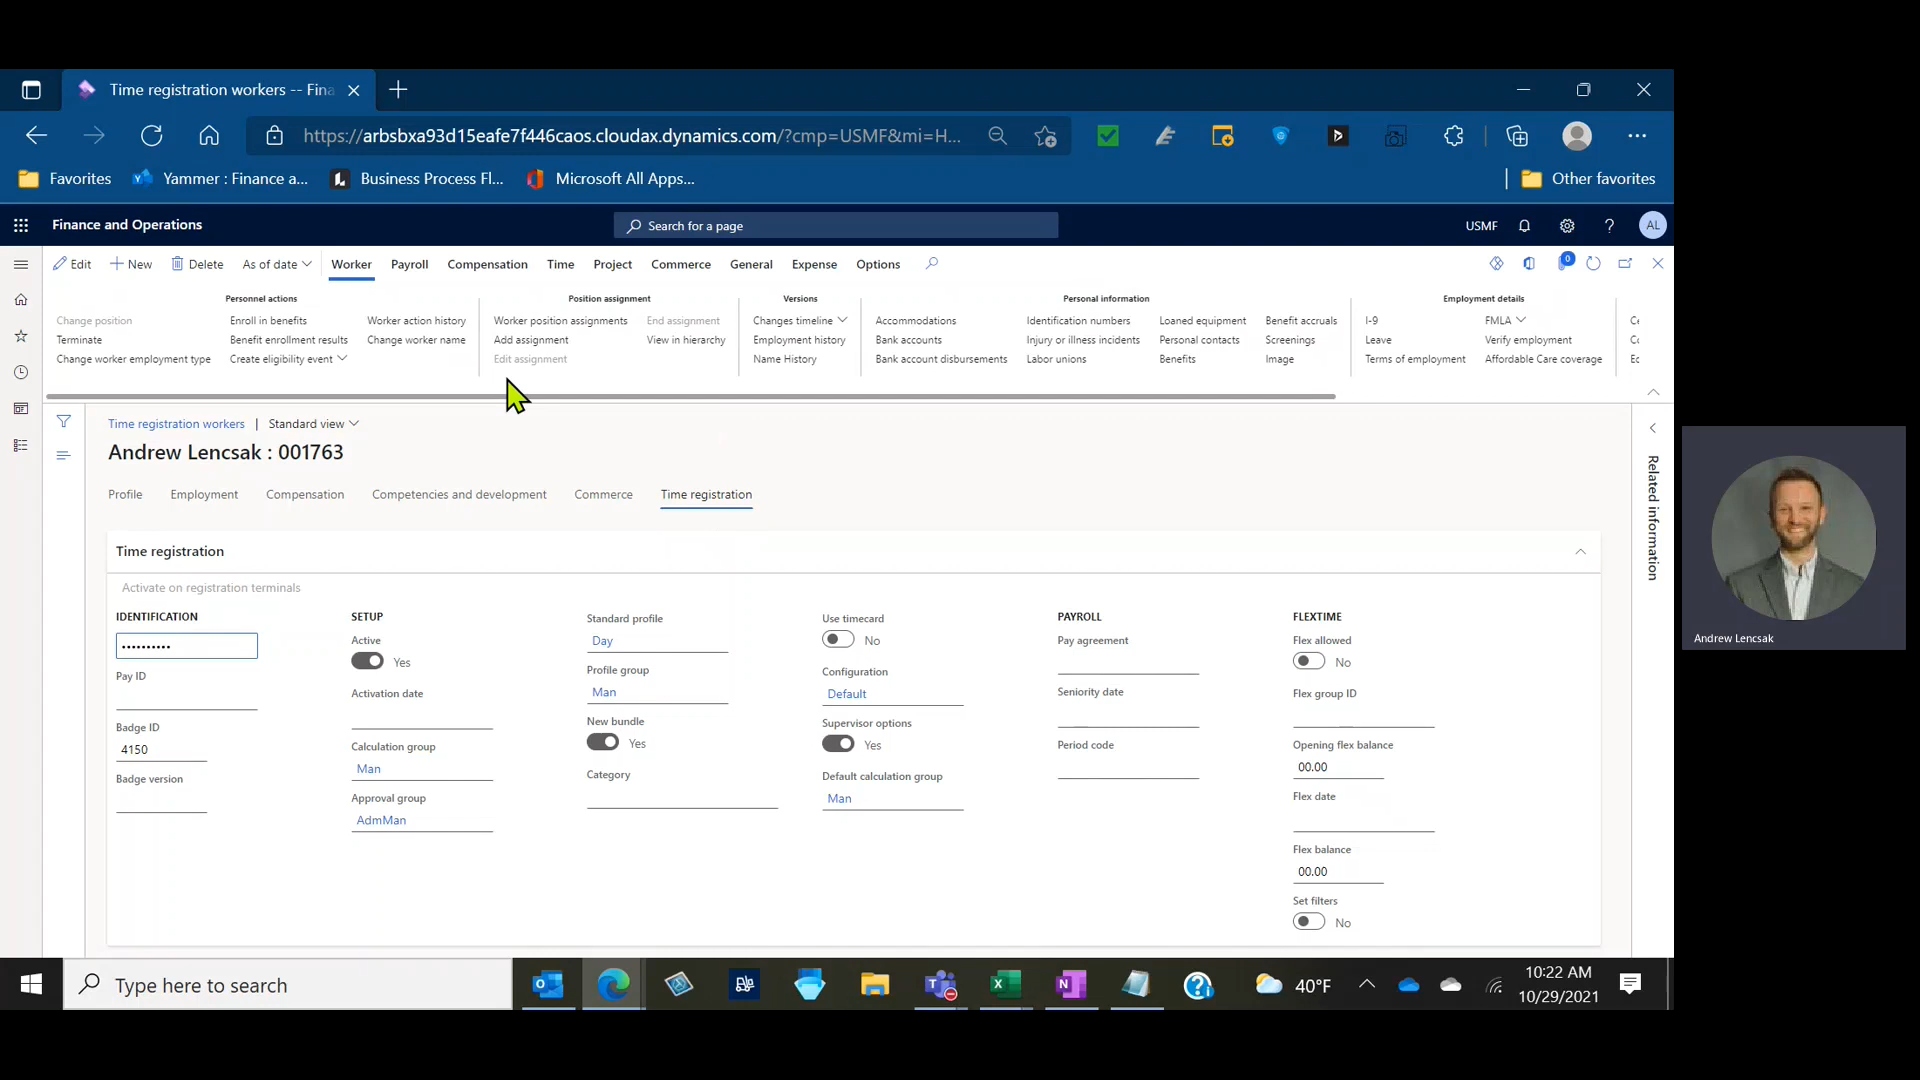 Time registration workers -- Fina
https://arbsbxa93d15eafe7f446caos.cloudax.dynamics.com/?cmp=USMF&mi=H...
Favorites Yammer : Finance a... Business Process Fl... Microsoft All Apps... Other favorites
Finance and Operations Search for a page USMF ? AL
Edit New Delete As of date Worker Payroll Compensation Time Project Commerce General Expense Options 0
Personnel actions Position assignment Versions Personal information Employment details
Change position Enroll in benefits Worker action history Worker position assignments End assignment Changes timeline Accommodations Identification numbers Loaned equipment Benefit accruals I-9 FMLA Ce
Terminate Benefit enrollment results Change worker name Add assignment View in hierarchy Employment history Bank accounts Injury or illness incidents Personal contacts Screenings Leave Verify employment Co
Change worker employment type Create eligibility event Edit assignment Name History Bank account disbursements Labor unions Benefits Image Terms of employment Affordable Care coverage Ec
Time registration workers | Standard view
Andrew Lencsak : 001763
Profile Employment Compensation Competencies and development Commerce Time registration
Time registration
Activate on registration terminals
IDENTIFICATION
••••••••••
Pay ID
Badge ID
4150
Badge version
SETUP
Active
Yes
Activation date
Calculation group
Man
Approval group
AdmMan
Standard profile
Day
Profile group
Man
New bundle
Yes
Category
Use timecard
No
Configuration
Default
Supervisor options
Yes
Default calculation group
Man
PAYROLL
Pay agreement
Seniority date
Period code
FLEXTIME
Flex allowed
No
Flex group ID
Opening flex balance
00.00
Flex date
Flex balance
00.00
Set filters
No
Related information
Andrew Lencsak
Type here to search 40°F 10:22 AM
10/29/2021